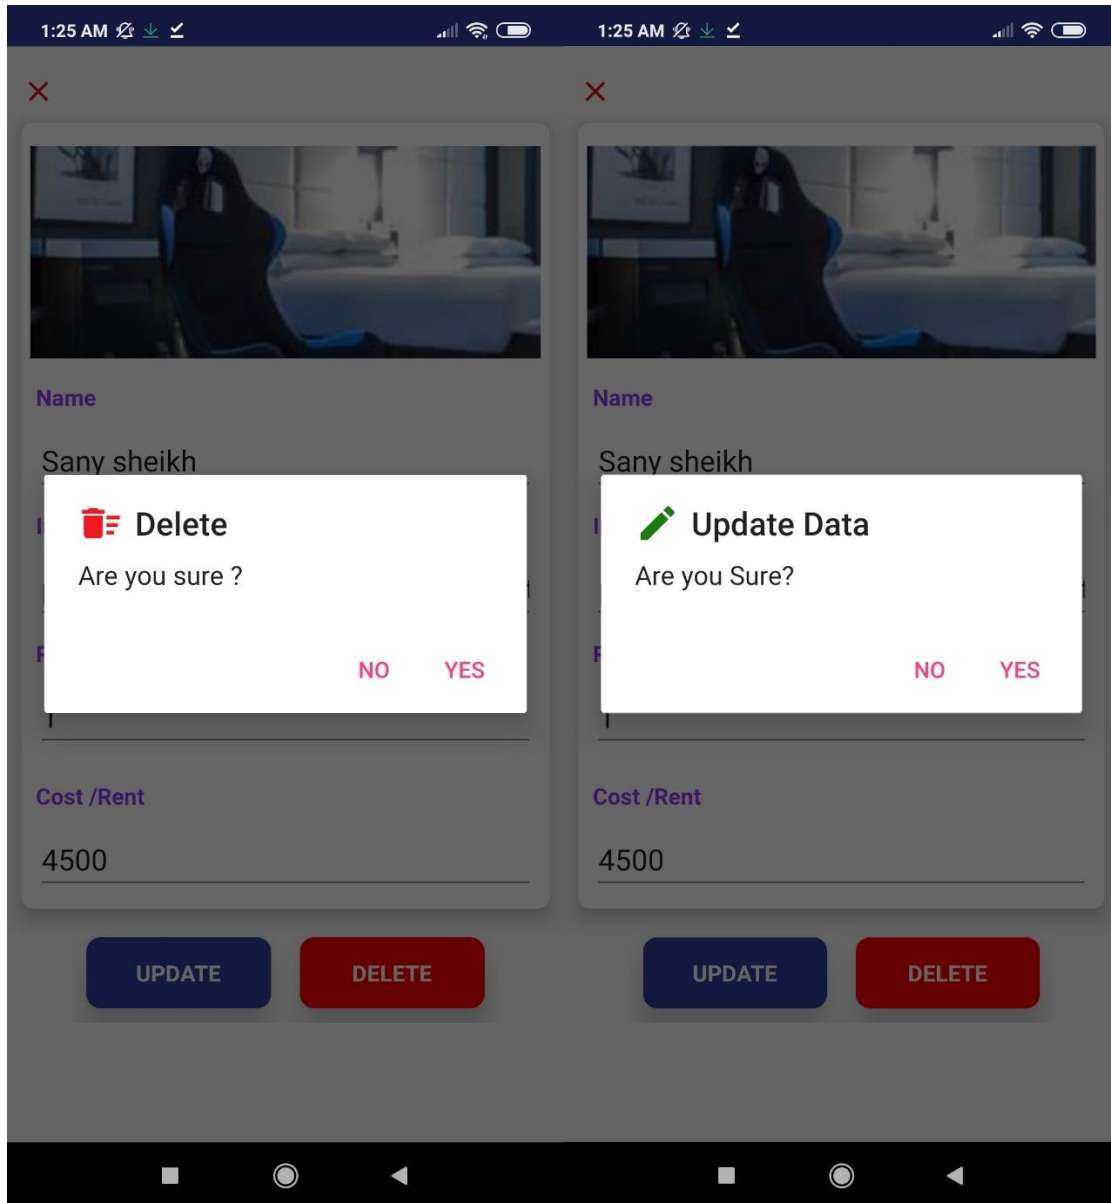 1:25 AM
Name
Sany sheikh
Delete
Are you sure ?
NO YES
Cost /Rent
4500
UPDATE DELETE
1:25 AM
Name
Sany sheikh
Update Data
Are you Sure?
NO YES
Cost /Rent
4500
UPDATE DELETE